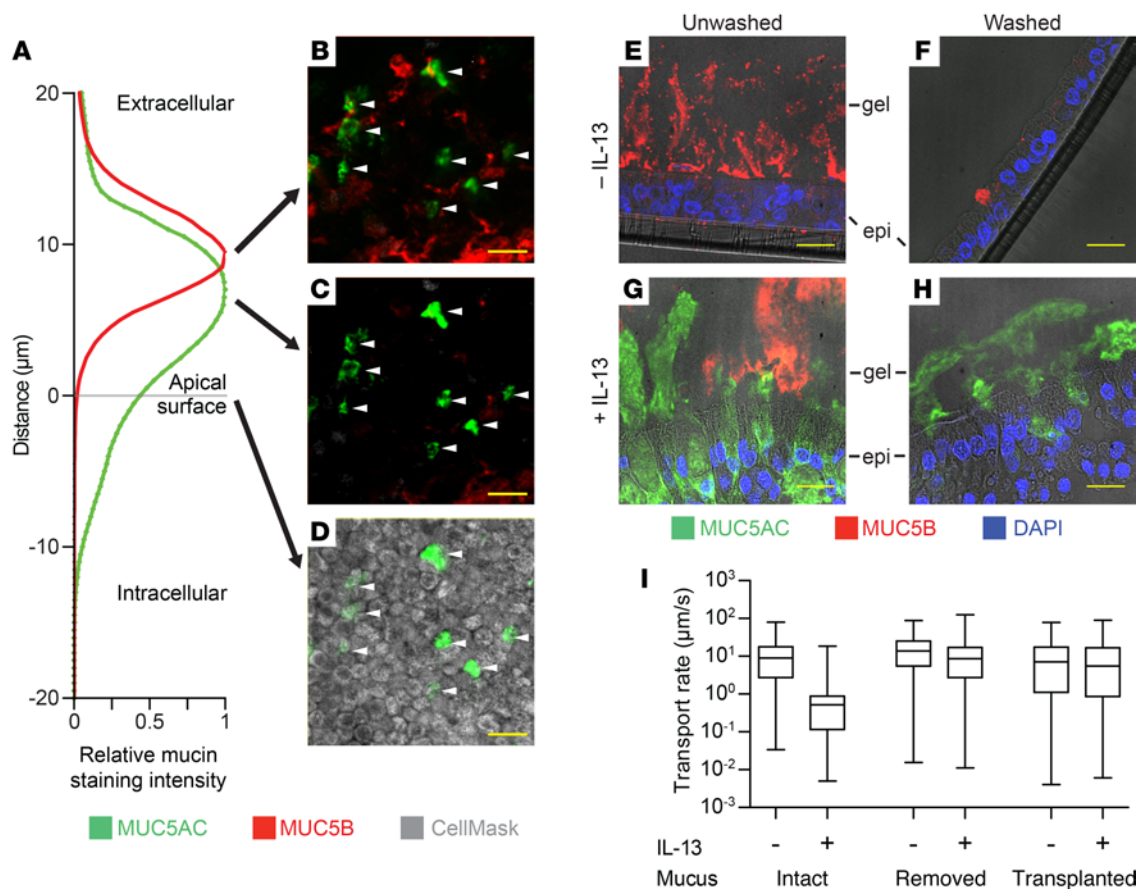 A
20
10
0
-10
-20
Distance (μm)
Extracellular
Apical
surface
Intracellular
0
0.5
1
Relative mucin
staining intensity
B
C
D
MUC5AC
MUC5B
CellMask
Unwashed
Washed
E
F
– IL-13
gel
epi
G
H
+ IL-13
gel
epi
MUC5AC
MUC5B
DAPI
I
Transport rate (μm/s)
10³
10²
10¹
10⁰
10⁻¹
10⁻²
10⁻³
IL-13
-
+
-
+
-
+
Mucus
Intact
Removed
Transplanted